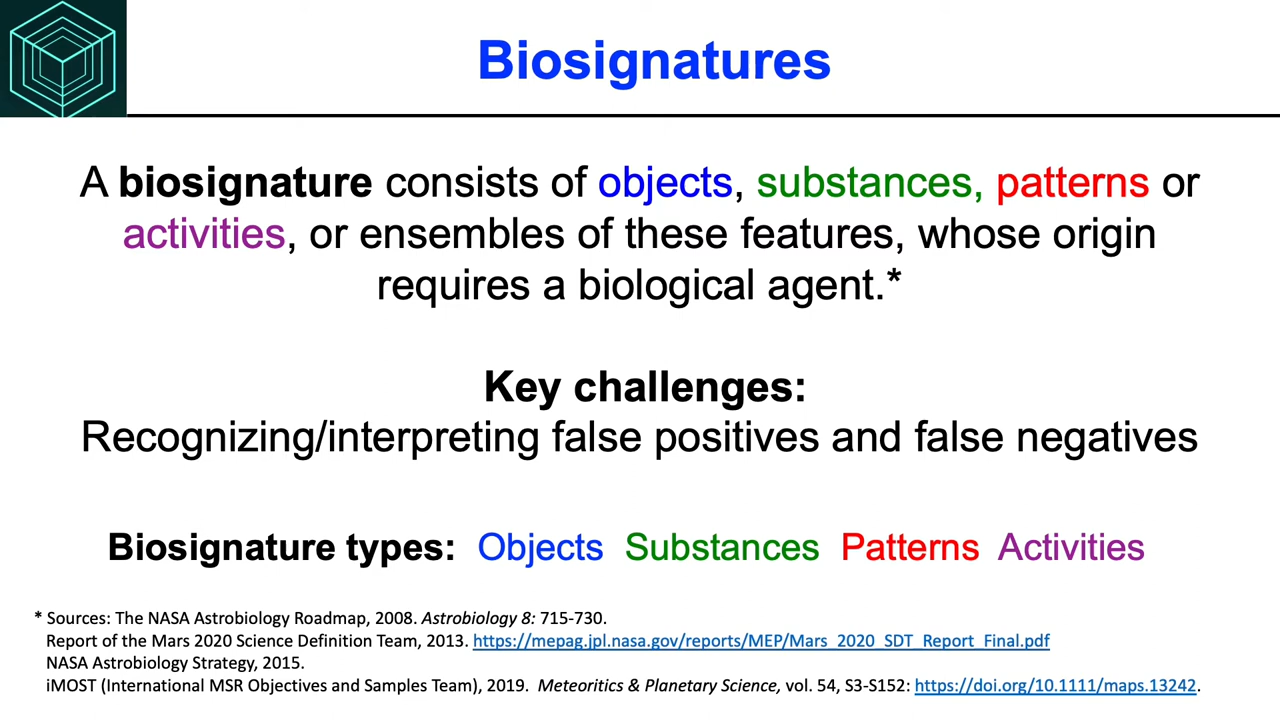 Biosignatures
A biosignature consists of objects, substances, patterns or
activities, or ensembles of these features, whose origin
requires a biological agent.*
Key challenges:
Recognizing/interpreting false positives and false negatives
Biosignature types: Objects Substances Patterns Activities
* Sources: The NASA Astrobiology Roadmap, 2008. Astrobiology 8: 715-730.
Report of the Mars 2020 Science Definition Team, 2013. https://mepag.jpl.nasa.gov/reports/MEP/Mars_2020_SDT_Report_Final.pdf
NASA Astrobiology Strategy, 2015.
iMOST (International MSR Objectives and Samples Team), 2019. Meteoritics & Planetary Science, vol. 54, S3-S152: https://doi.org/10.1111/maps.13242.